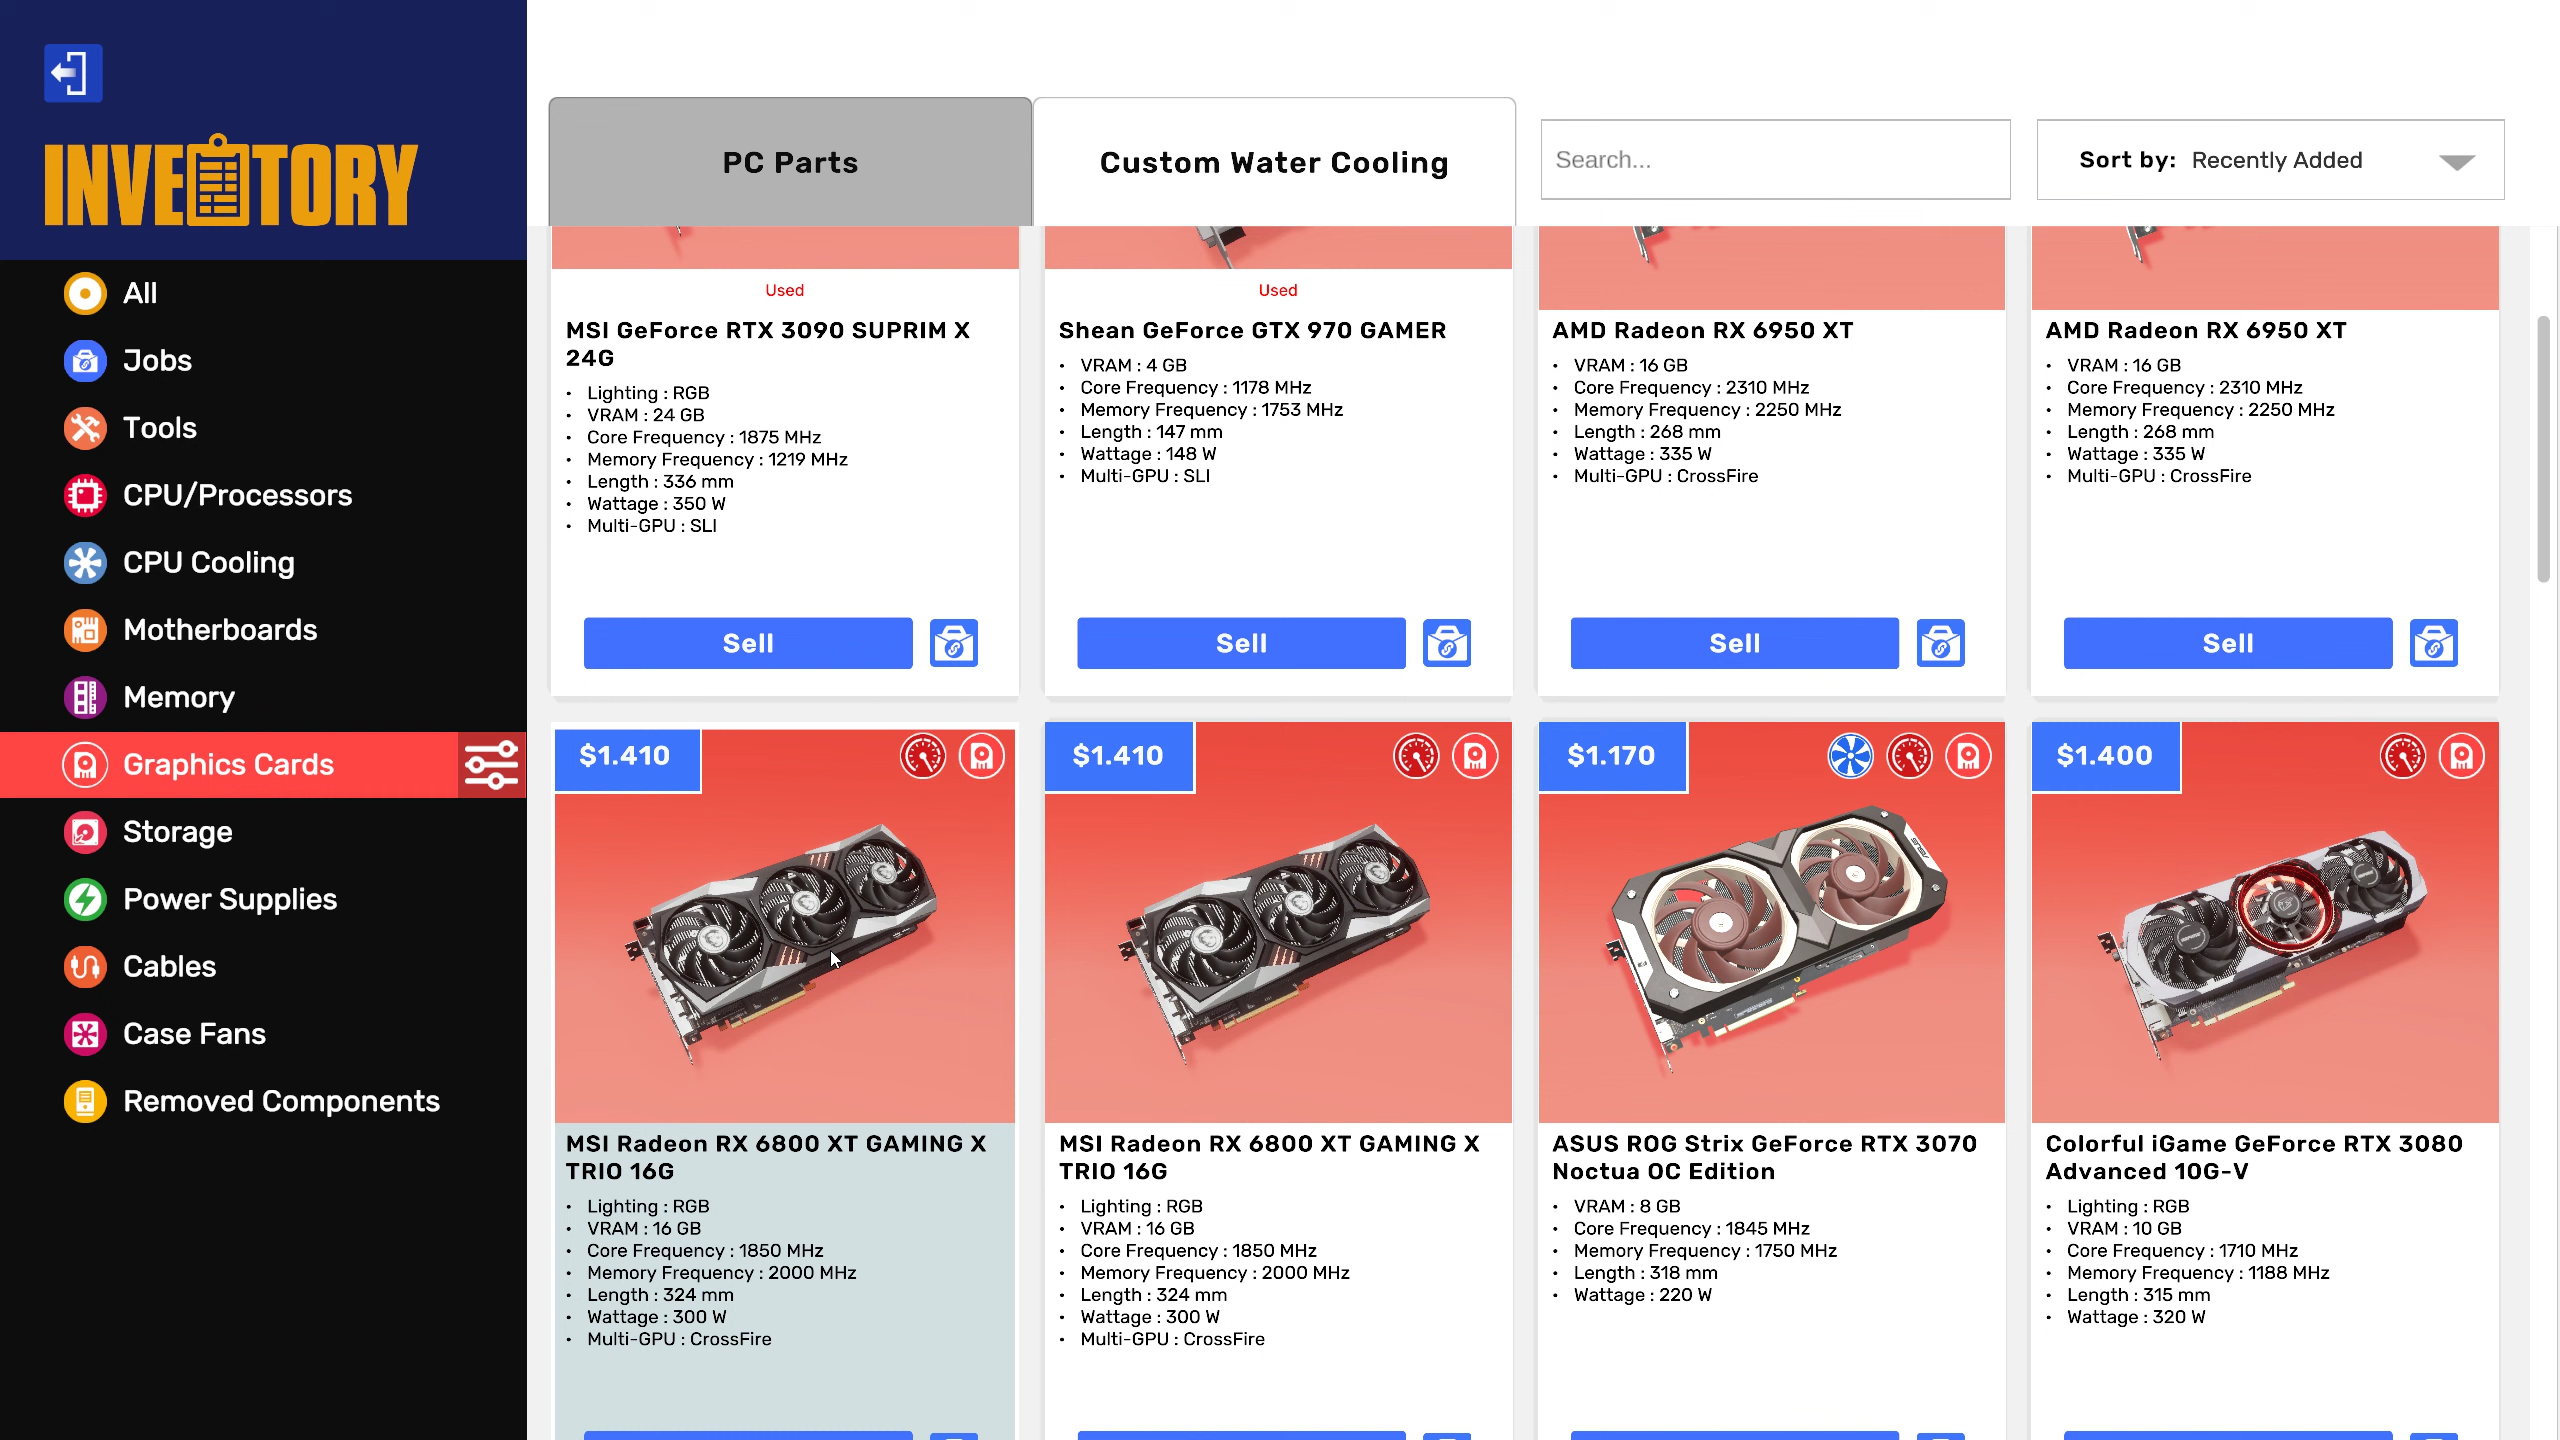 INVENTORY
All
Jobs
Tools
CPU/Processors
CPU Cooling
Motherboards
Memory
Graphics Cards
Storage
Power Supplies
Cables
Case Fans
Removed Components
PC Parts
Custom Water Cooling
Search...
Sort by: Recently Added
Used
MSI GeForce RTX 3090 SUPRIM X
24G
• Lighting : RGB
• VRAM : 24 GB
• Core Frequency : 1875 MHz
• Memory Frequency : 1219 MHz
• Length : 336 mm
• Wattage : 350 W
• Multi-GPU : SLI
Sell
Used
Shean GeForce GTX 970 GAMER
• VRAM : 4 GB
• Core Frequency : 1178 MHz
• Memory Frequency : 1753 MHz
• Length : 147 mm
• Wattage : 148 W
• Multi-GPU : SLI
Sell
AMD Radeon RX 6950 XT
• VRAM : 16 GB
• Core Frequency : 2310 MHz
• Memory Frequency : 2250 MHz
• Length : 268 mm
• Wattage : 335 W
• Multi-GPU : CrossFire
Sell
AMD Radeon RX 6950 XT
• VRAM : 16 GB
• Core Frequency : 2310 MHz
• Memory Frequency : 2250 MHz
• Length : 268 mm
• Wattage : 335 W
• Multi-GPU : CrossFire
Sell
$1.410
MSI Radeon RX 6800 XT GAMING X
TRIO 16G
• Lighting : RGB
• VRAM : 16 GB
• Core Frequency : 1850 MHz
• Memory Frequency : 2000 MHz
• Length : 324 mm
• Wattage : 300 W
• Multi-GPU : CrossFire
$1.410
MSI Radeon RX 6800 XT GAMING X
TRIO 16G
• Lighting : RGB
• VRAM : 16 GB
• Core Frequency : 1850 MHz
• Memory Frequency : 2000 MHz
• Length : 324 mm
• Wattage : 300 W
• Multi-GPU : CrossFire
$1.170
ASUS ROG Strix GeForce RTX 3070
Noctua OC Edition
• VRAM : 8 GB
• Core Frequency : 1845 MHz
• Memory Frequency : 1750 MHz
• Length : 318 mm
• Wattage : 220 W
$1.400
Colorful iGame GeForce RTX 3080
Advanced 10G-V
• Lighting : RGB
• VRAM : 10 GB
• Core Frequency : 1710 MHz
• Memory Frequency : 1188 MHz
• Length : 315 mm
• Wattage : 320 W